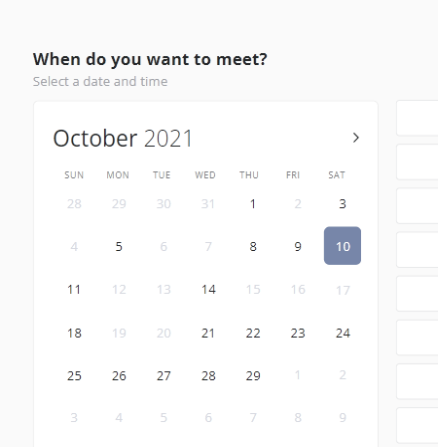 When do you want to meet?
Select a date and time
October 2021
SUN MON TUE WED THU FRI SAT
28 29 30 31 1 2 3
4 5 6 7 8 9 10
11 12 13 14 15 16 17
18 19 20 21 22 23 24
25 26 27 28 29 1 2
3 4 5 6 7 8 9